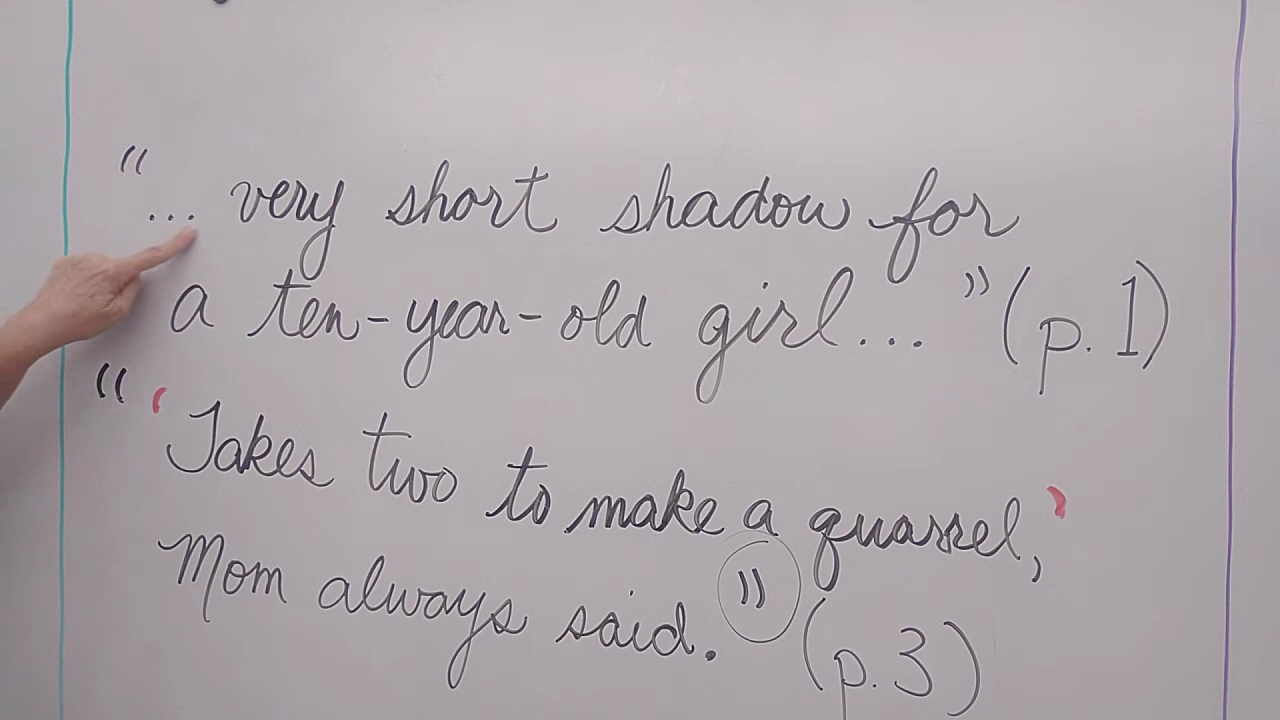 “... very short shadow for
a ten-year-old girl...” (p. 1)
“‘Takes two to make a quarrel,’
Mom always said.” (p. 3)